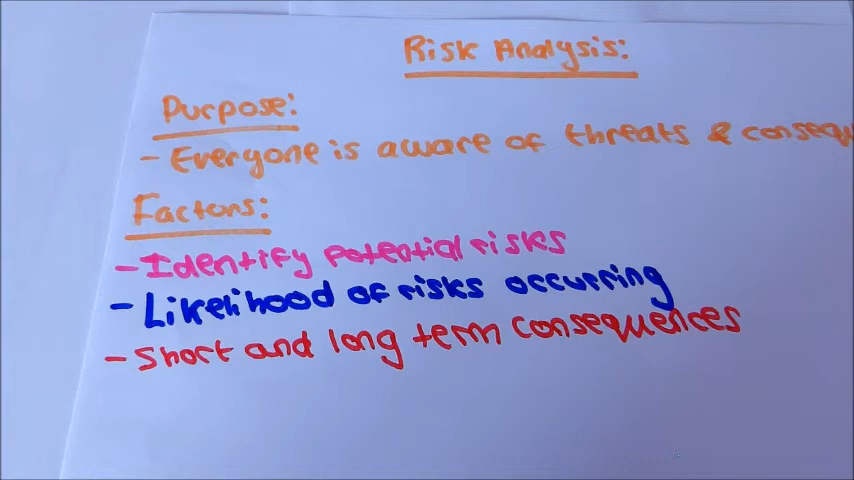 Risk Analysis:
Purpose:
- Everyone is aware of threats & consequ
Factors:
- Identify potential risks
- Likelihood of risks occurring
- Short and long term consequences